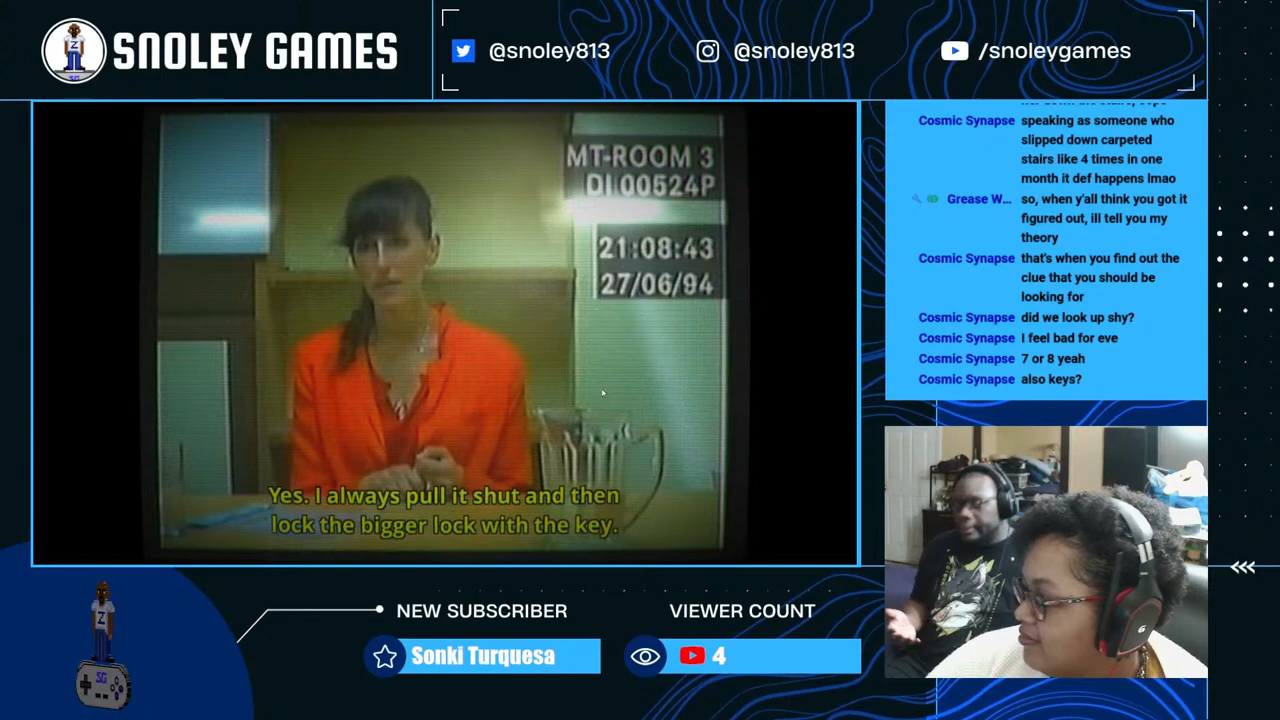 SNOLEY GAMES
@snoley813
@snoley813
/snoleygames
MT-ROOM 3
DI 00524P
21:08:43
27/06/94
Yes. I always pull it shut and then
lock the bigger lock with the key.
Cosmic Synapse speaking as someone who
slipped down carpeted
stairs like 4 times in one
month it def happens lmao
Grease W... so, when y'all think you got it
figured out, ill tell you my
theory
Cosmic Synapse that's when you find out the
clue that you should be
looking for
Cosmic Synapse did we look up shy?
Cosmic Synapse I feel bad for eve
Cosmic Synapse 7 or 8 yeah
Cosmic Synapse also keys?
NEW SUBSCRIBER
Sonki Turquesa
VIEWER COUNT
4
Z
SG
Z
SG
G